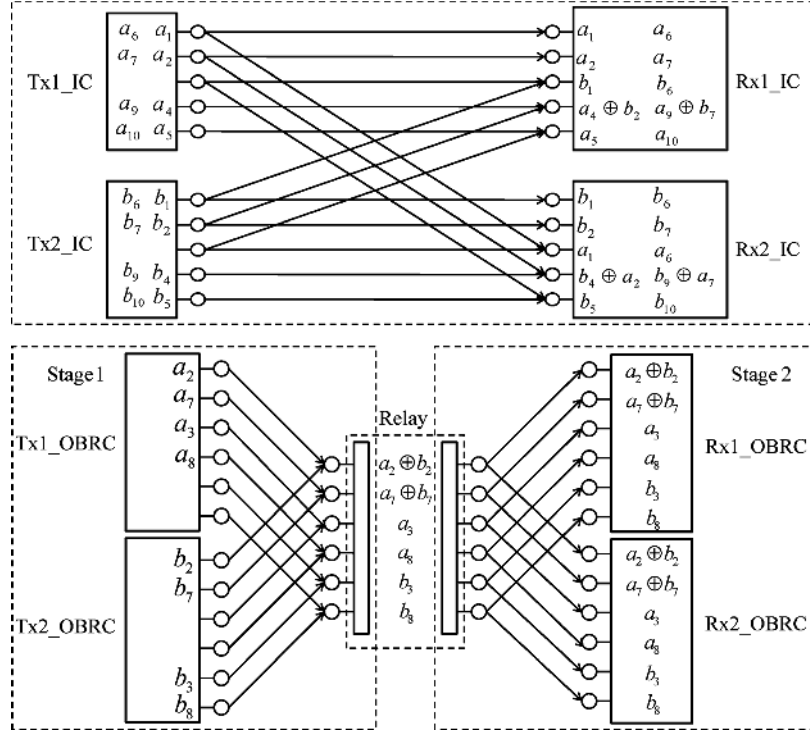 Tx1_IC
a₆ a₁
a₇ a₂
a₉ a₄
a₁₀ a₅
a₁ a₆
a₂ a₇
b₁ b₆
a₄ ⊕ b₂ a₉ ⊕ b₇
a₅ a₁₀
Rx1_IC
Tx2_IC
b₆ b₁
b₇ b₂
b₉ b₄
b₁₀ b₅
b₁ b₆
b₂ b₇
a₁ a₆
b₄ ⊕ a₂ b₉ ⊕ a₇
b₅ b₁₀
Rx2_IC
Stage1
Tx1_OBRC
a₂
a₇
a₃
a₈
Tx2_OBRC
b₂
b₇
b₃
b₈
Relay
a₂ ⊕ b₂
a₇ ⊕ b₇
a₃
a₈
b₃
b₈
Stage 2
a₂ ⊕ b₂
a₇ ⊕ b₇
a₃
a₈
b₃
b₈
Rx1_OBRC
a₂ ⊕ b₂
a₇ ⊕ b₇
a₃
a₈
b₃
b₈
Rx2_OBRC